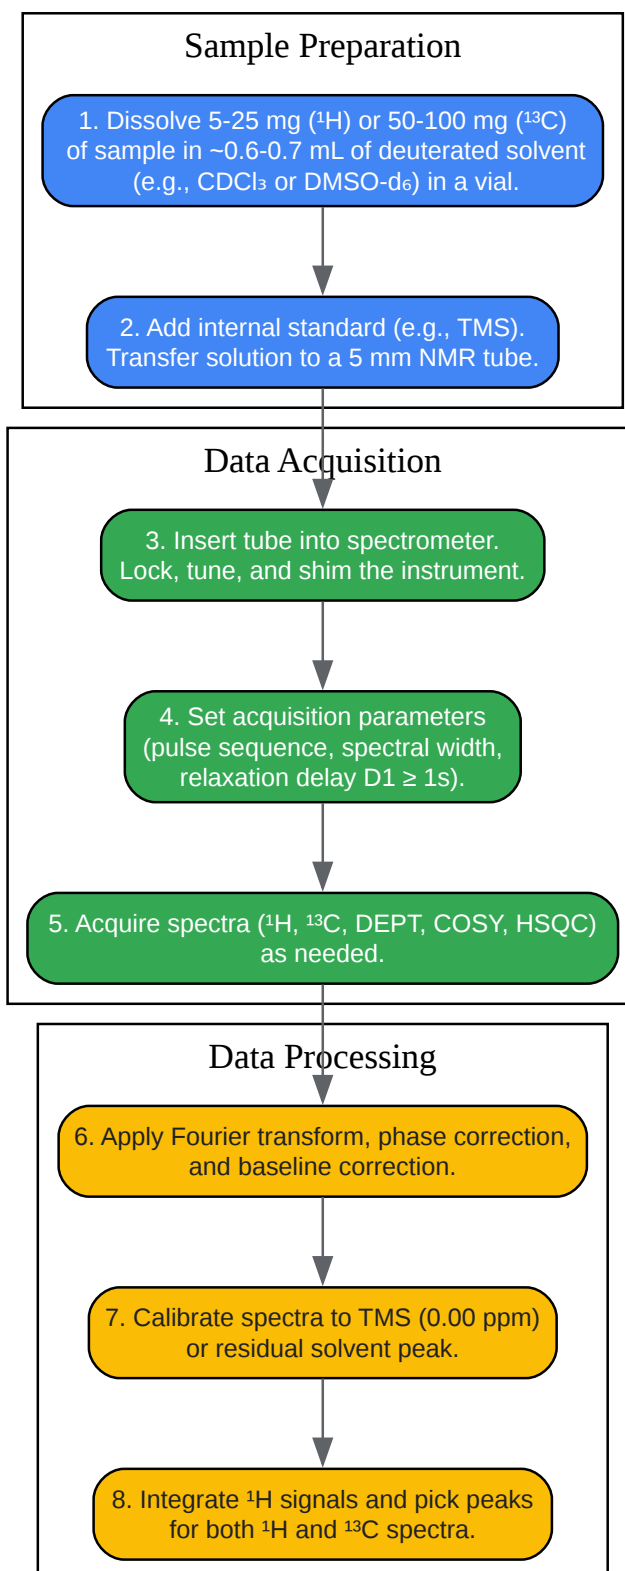 Sample Preparation
1. Dissolve 5-25 mg (¹H) or 50-100 mg (¹³C)
of sample in ~0.6-0.7 mL of deuterated solvent
(e.g., CDCl₃ or DMSO-d₆) in a vial.
2. Add internal standard (e.g., TMS).
Transfer solution to a 5 mm NMR tube.
Data Acquisition
3. Insert tube into spectrometer.
Lock, tune, and shim the instrument.
4. Set acquisition parameters
(pulse sequence, spectral width,
relaxation delay D1 ≥ 1s).
5. Acquire spectra (¹H, ¹³C, DEPT, COSY, HSQC)
as needed.
Data Processing
6. Apply Fourier transform, phase correction,
and baseline correction.
7. Calibrate spectra to TMS (0.00 ppm)
or residual solvent peak.
8. Integrate ¹H signals and pick peaks
for both ¹H and ¹³C spectra.